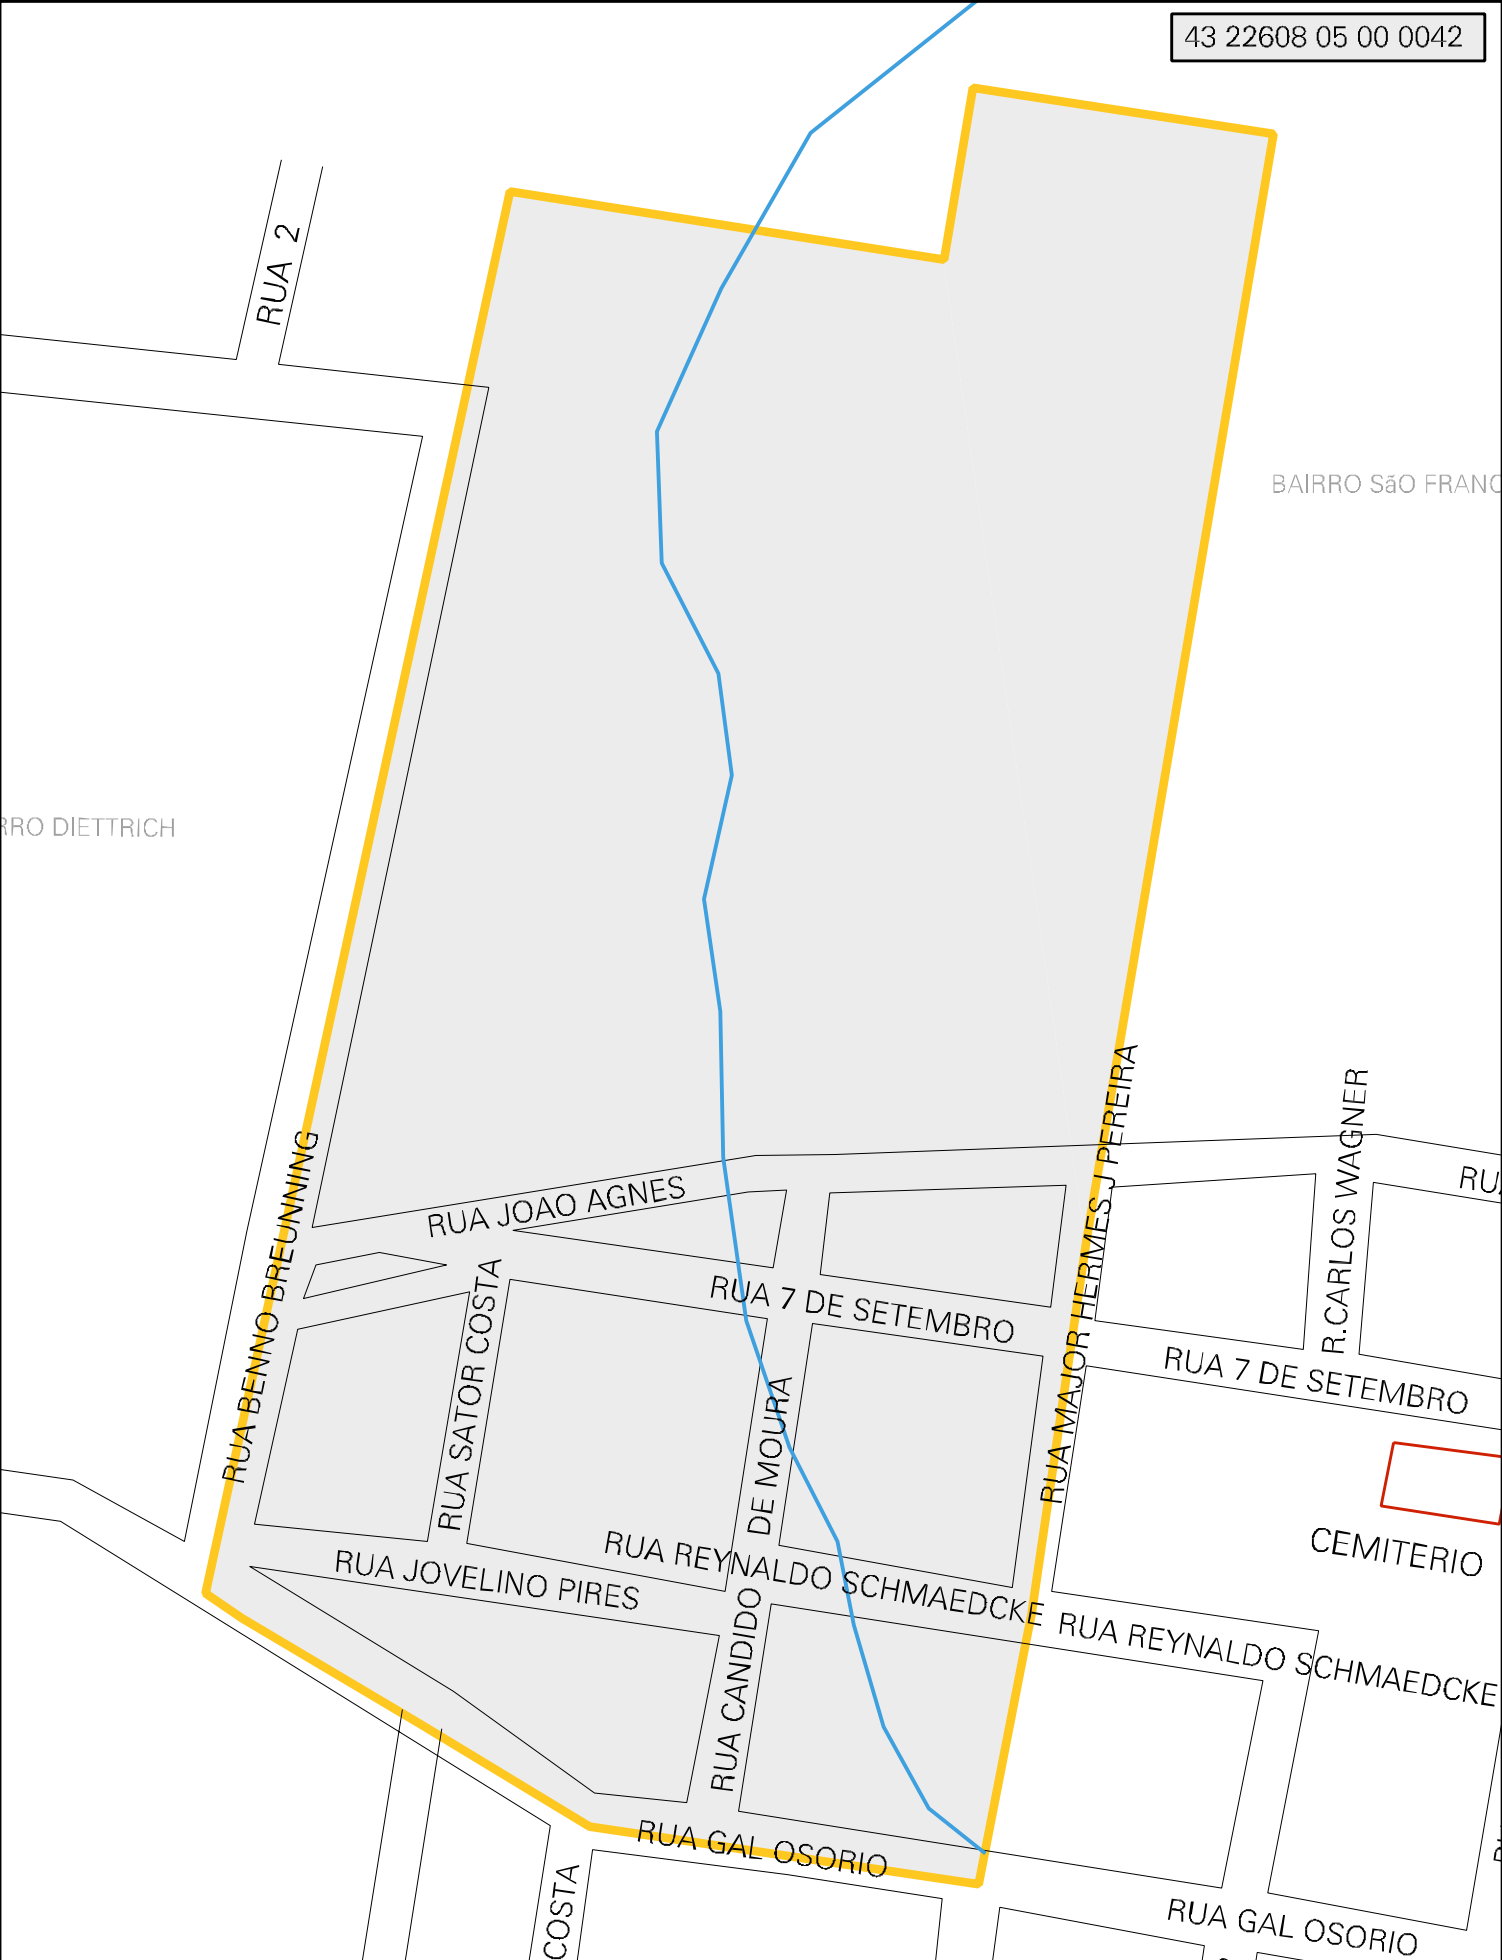 43 22608 05 00 0042
RUA 2
BAIRRO SãO FRANC
RRO DIETTRICH
RUA MAJOR HERMES J PEREIRA
R.CARLOS WAGNER
RUA BENNO BREUNNING
RUA JOAO AGNES
RUA
RUA SATOR COSTA
RUA 7 DE SETEMBRO
RUA 7 DE SETEMBRO
RUA CANDIDO DE MOURA
CEMITERIO
RUA REYNALDO SCHMAEDCKE
RUA JOVELINO PIRES
RUA REYNALDO SCHMAEDCKE
RUA GAL OSORIO
COSTA
RUA GAL OSORIO